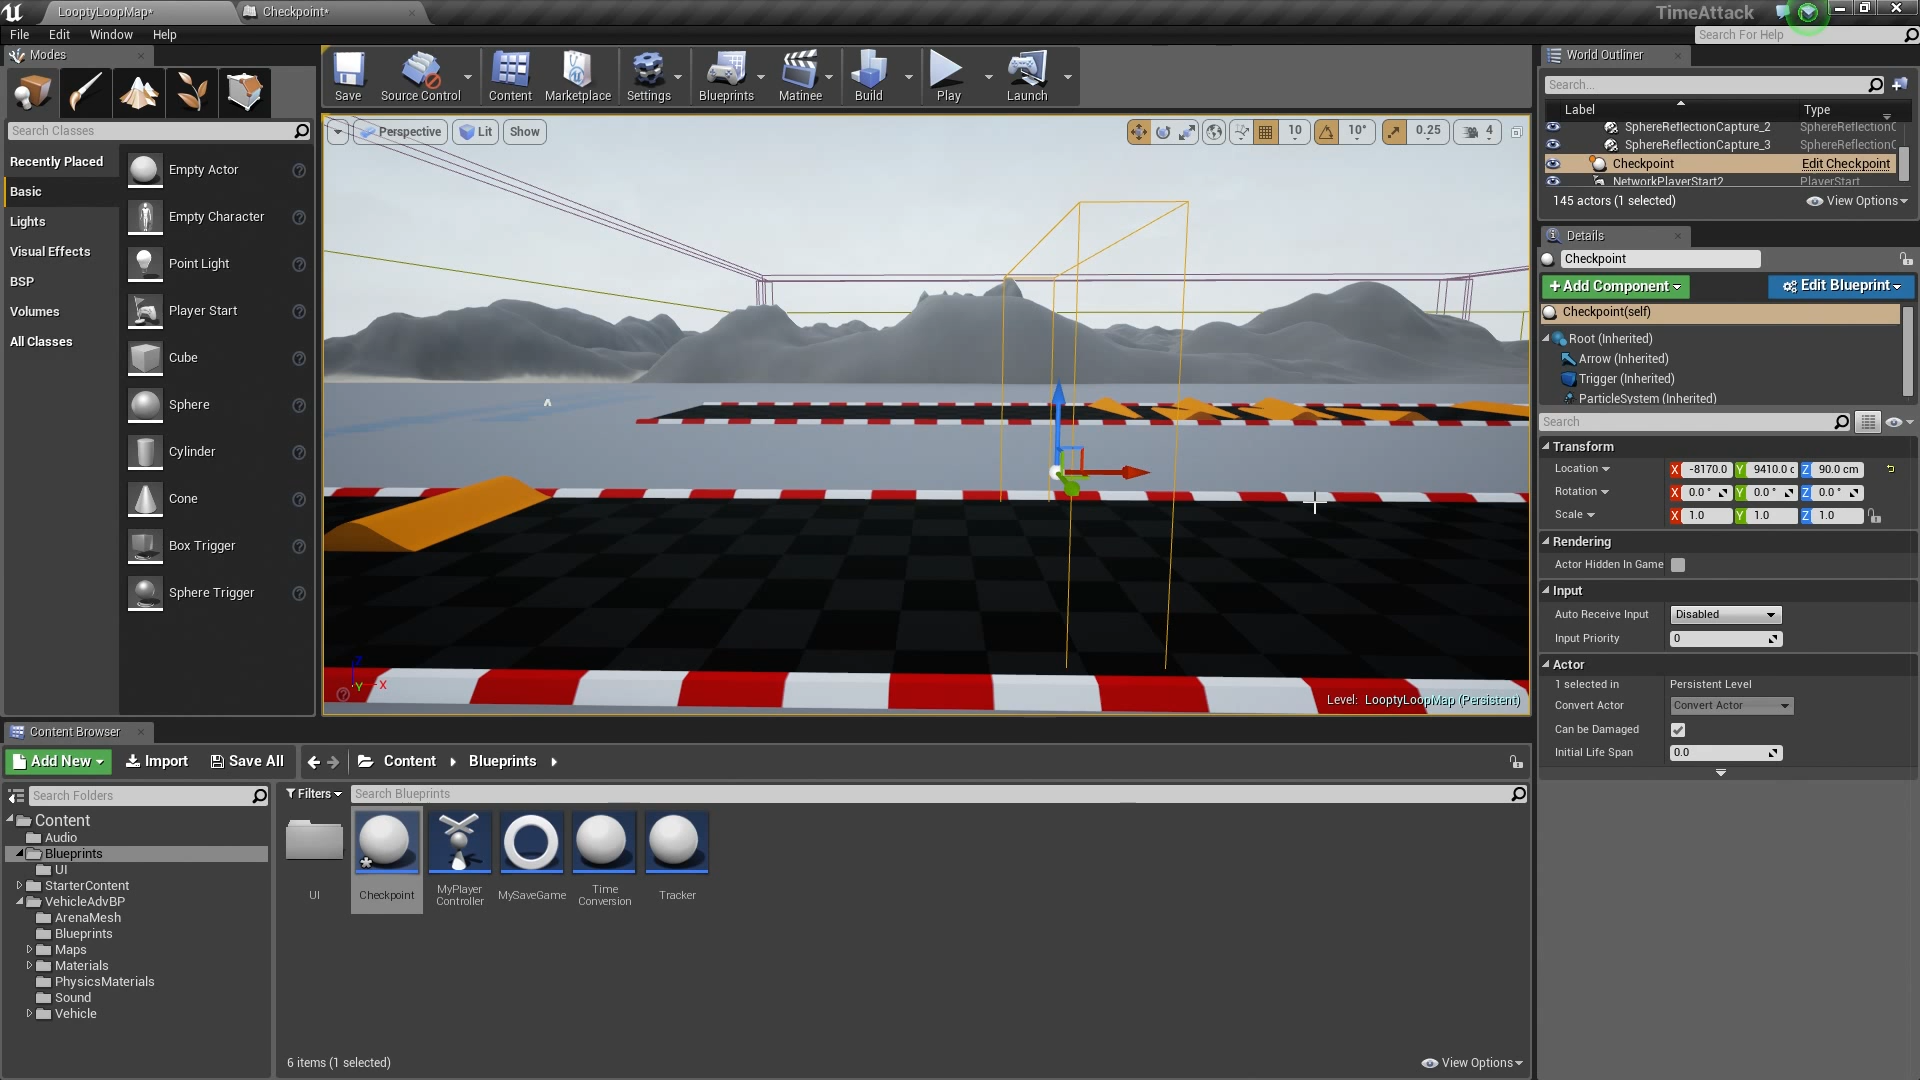 LooptyLoopMap*
Checkpoint*
TimeAttack
File Edit Window Help
Search For Help
Modes
Search Classes
Recently Placed
Basic
Lights
Visual Effects
BSP
Volumes
All Classes
Empty Actor
Empty Character
Point Light
Player Start
Cube
Sphere
Cylinder
Cone
Box Trigger
Sphere Trigger
Save
Source Control
Content
Marketplace
Settings
Blueprints
Matinee
Build
Play
Launch
Perspective
Lit
Show
10
10°
0.25
4
X
Y
Z
Level: LooptyLoopMap (Persistent)
World Outliner
Search...
Label Type
SphereReflectionCapture_2 SphereReflectionC
SphereReflectionCapture_3 SphereReflectionC
Checkpoint Edit Checkpoint
NetworkPlayerStart2 PlayerStart
145 actors (1 selected)
View Options
Details
Checkpoint
+Add Component
Edit Blueprint
Checkpoint(self)
Root (Inherited)
Arrow (Inherited)
Trigger (Inherited)
ParticleSystem (Inherited)
Search
Transform
Location X -8170.0 Y 9410.0 c Z 90.0 cm
Rotation X 0.0 ° Y 0.0 ° Z 0.0 °
Scale X 1.0 Y 1.0 Z 1.0
Rendering
Actor Hidden In Game
Input
Auto Receive Input Disabled
Input Priority 0
Actor
1 selected in Persistent Level
Convert Actor Convert Actor
Can be Damaged
Initial Life Span 0.0
Content Browser
Add New
Import
Save All
Content
Blueprints
Search Folders
Filters
Search Blueprints
Content
Audio
Blueprints
UI
StarterContent
VehicleAdvBP
ArenaMesh
Blueprints
Maps
Materials
PhysicsMaterials
Sound
Vehicle
UI
Checkpoint
MyPlayer
Controller
MySaveGame
Time
Conversion
Tracker
6 items (1 selected)
View Options